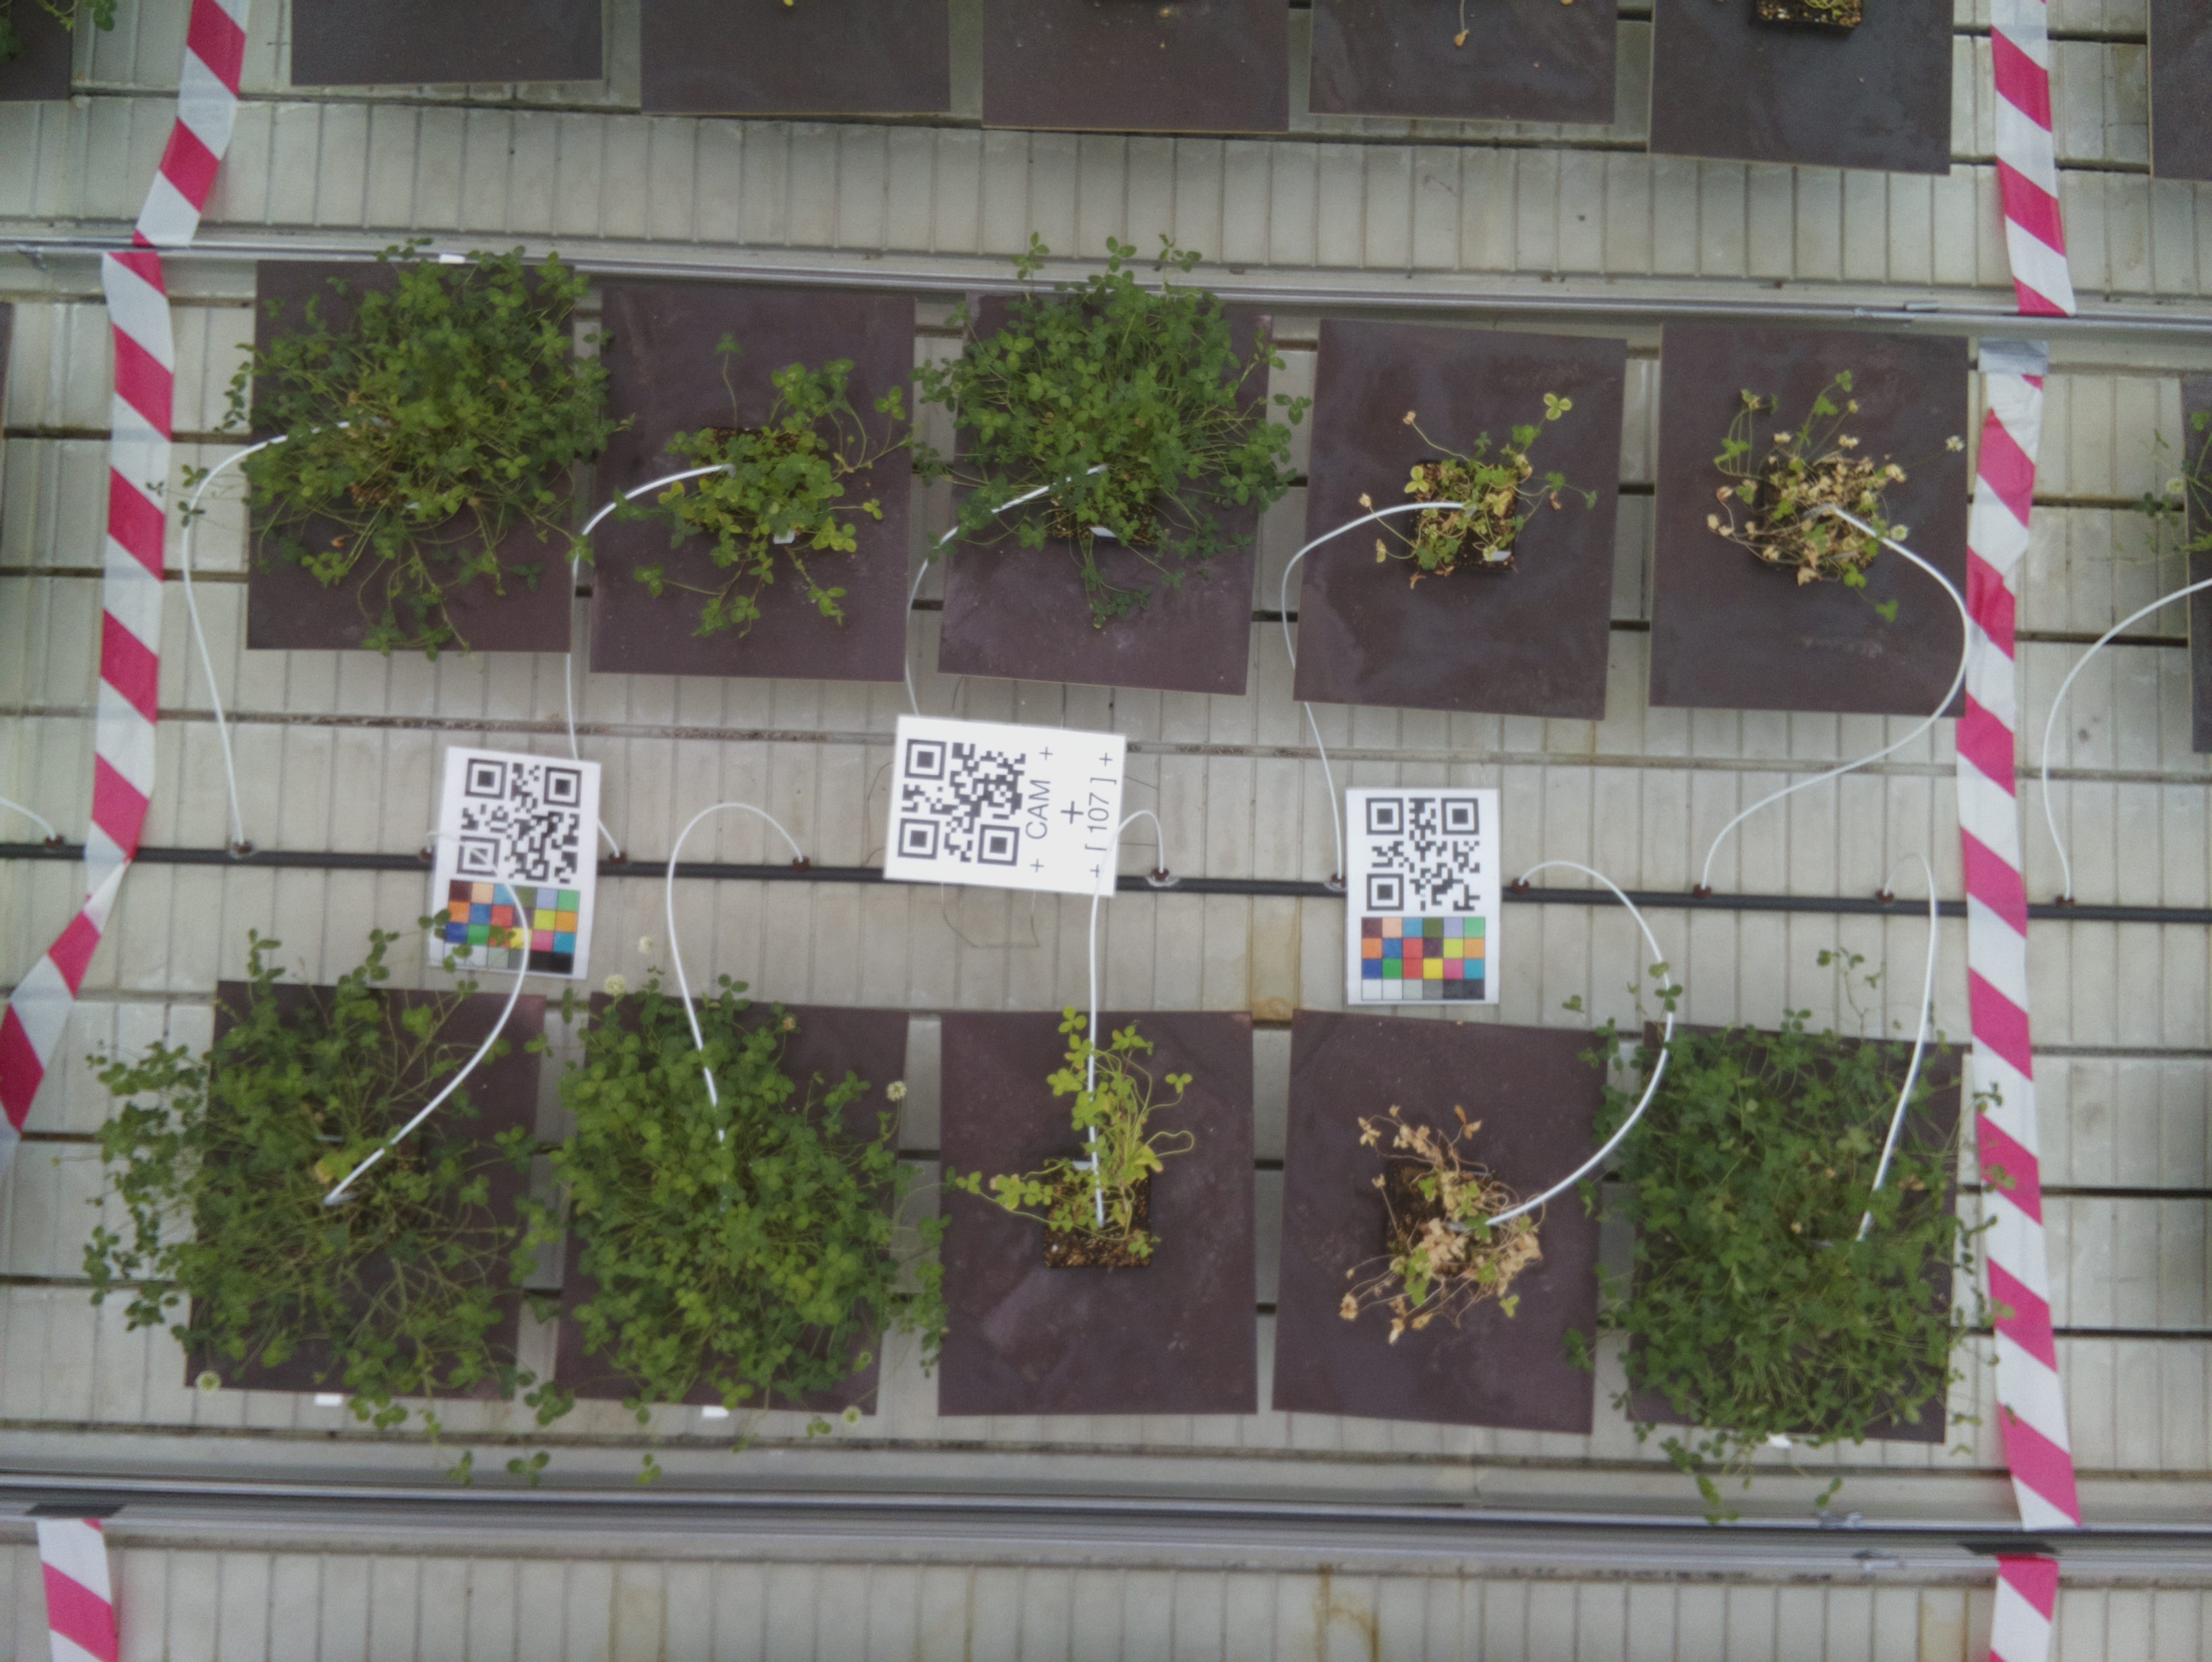 + CAM +
+
+ [ 107 ] +